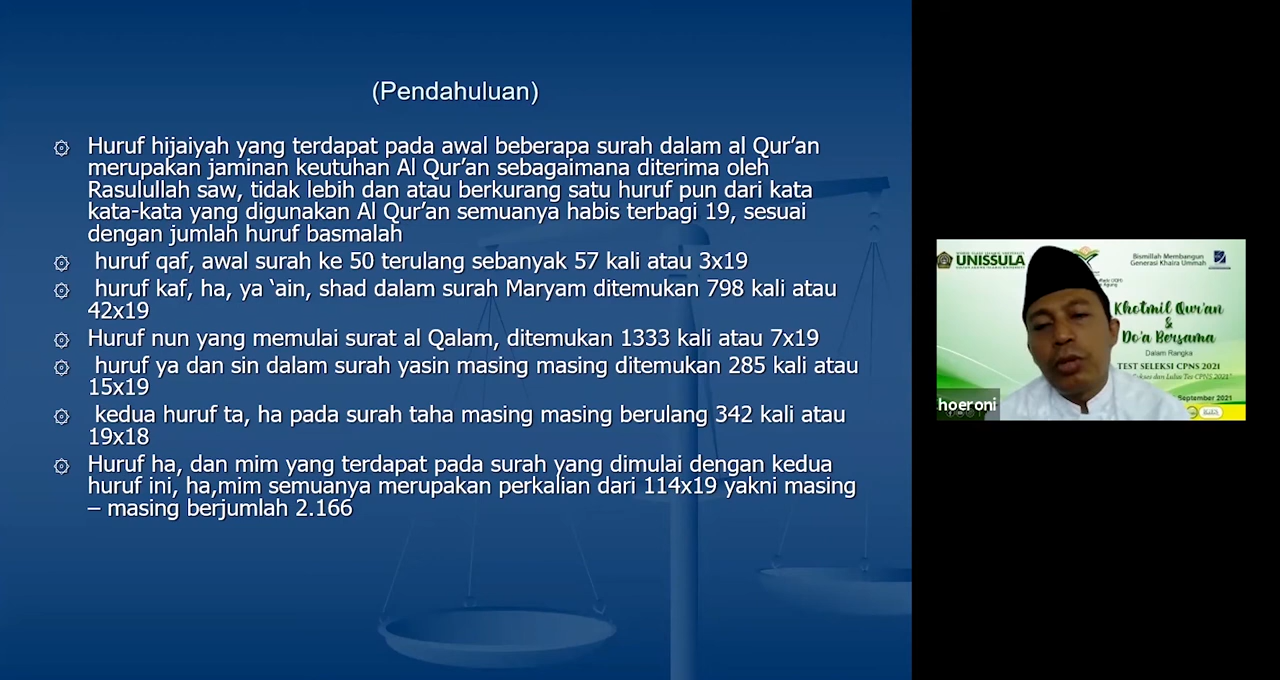 (Pendahuluan)
Huruf hijaiyah yang terdapat pada awal beberapa surah dalam al Qur’an
merupakan jaminan keutuhan Al Qur’an sebagaimana diterima oleh
Rasulullah saw, tidak lebih dan atau berkurang satu huruf pun dari kata
kata-kata yang digunakan Al Qur’an semuanya habis terbagi 19, sesuai
dengan jumlah huruf basmalah
huruf qaf, awal surah ke 50 terulang sebanyak 57 kali atau 3x19
huruf kaf, ha, ya ‘ain, shad dalam surah Maryam ditemukan 798 kali atau
42x19
Huruf nun yang memulai surat al Qalam, ditemukan 1333 kali atau 7x19
huruf ya dan sin dalam surah yasin masing masing ditemukan 285 kali atau
15x19
kedua huruf ta, ha pada surah taha masing masing berulang 342 kali atau
19x18
Huruf ha, dan mim yang terdapat pada surah yang dimulai dengan kedua
huruf ini, ha,mim semuanya merupakan perkalian dari 114x19 yakni masing
– masing berjumlah 2.166
UNISSULA
Bismillah Membangun
Generasi Khaira Ummah
Khotmil Qur'an
&
Do'a Bersama
Dalam Rangka
TEST SELEKSI CPNS 2021
dan Lulus Tes CPNS 2021"
September 2021
hoeroni